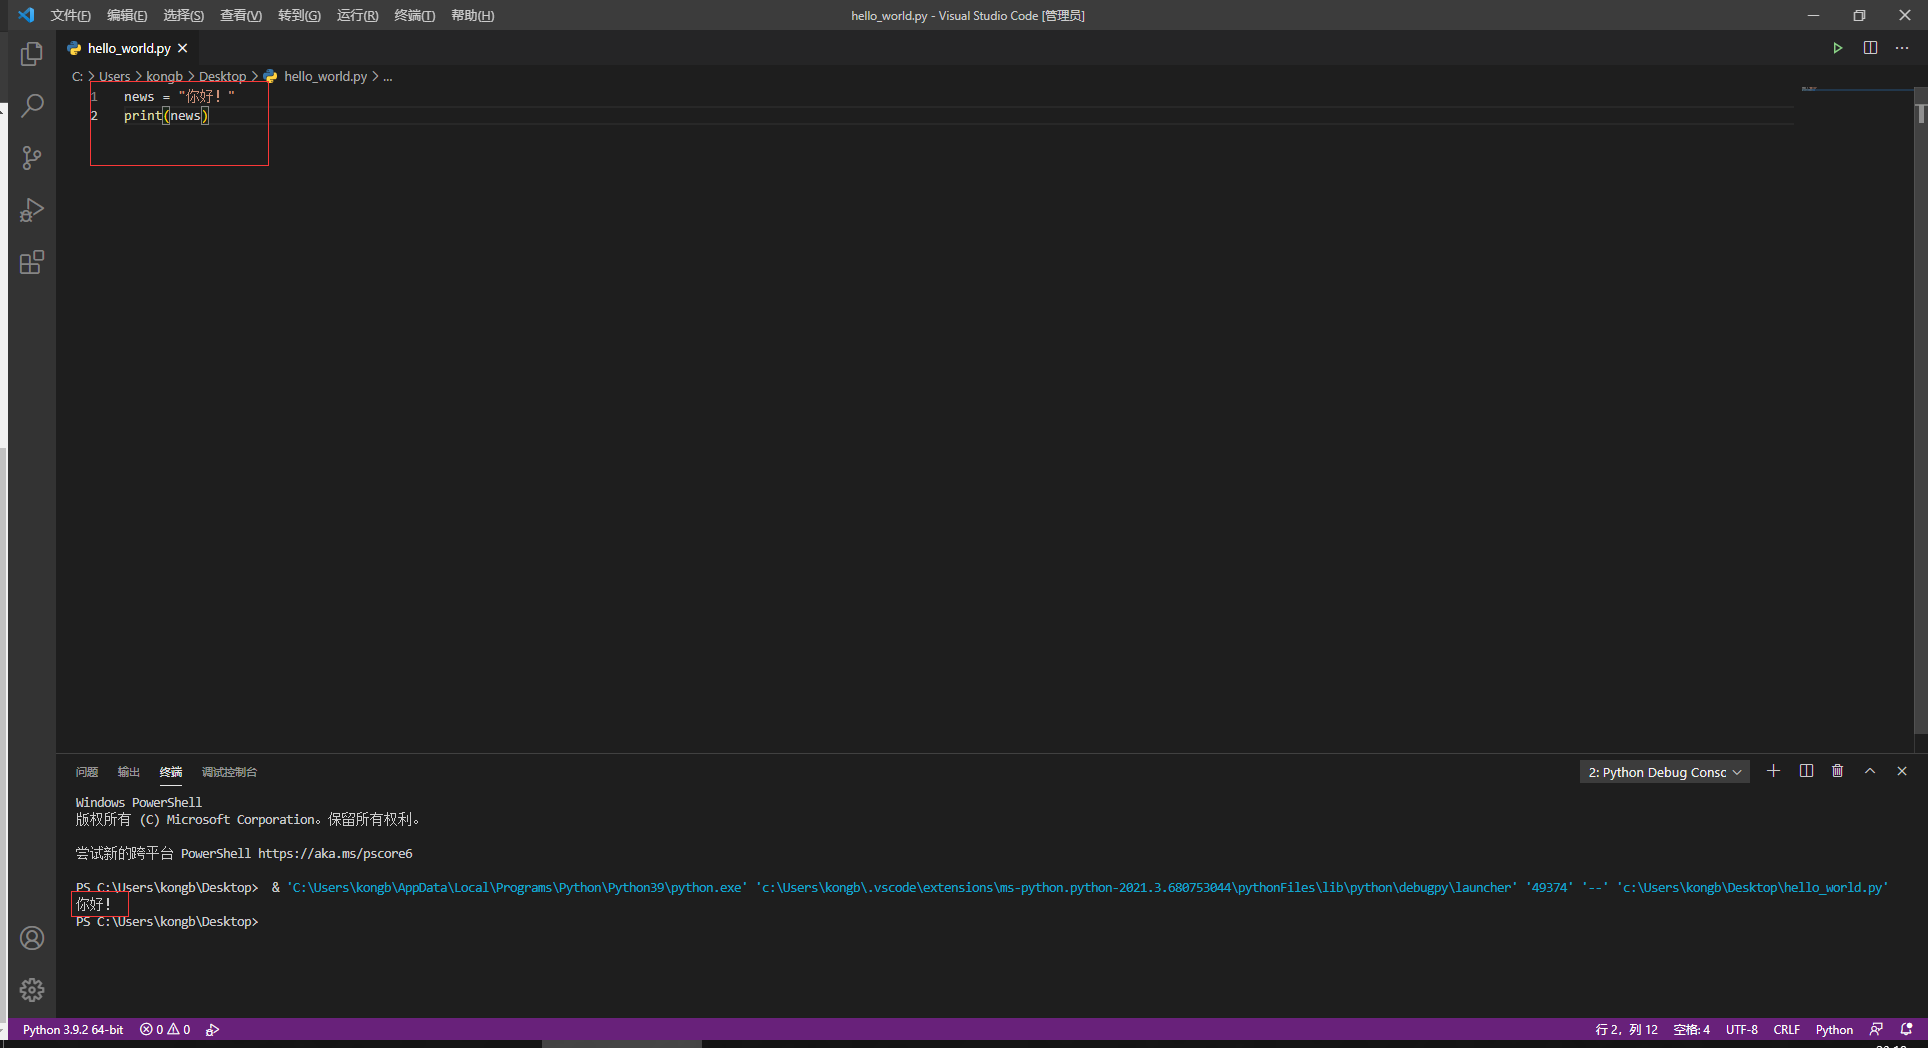 文件(F) 编辑(E) 选择(S) 查看(V) 转到(G) 运行(R) 终端(T) 帮助(H) hello_world.py - Visual Studio Code [管理员]
hello_world.py
C: > Users > kongb > Desktop > hello_world.py > ...
1 news = "你好！"
2 print(news)
问题 输出 终端 调试控制台 2: Python Debug Consc
Windows PowerShell
版权所有 (C) Microsoft Corporation。保留所有权利。
尝试新的跨平台 PowerShell https://aka.ms/pscore6
PS C:\Users\kongb\Desktop> & 'C:\Users\kongb\AppData\Local\Programs\Python\Python39\python.exe' 'c:\Users\kongb\.vscode\extensions\ms-python.python-2021.3.680753044\pythonFiles\lib\python\debugpy\launcher' '49374' '--' 'c:\Users\kongb\Desktop\hello_world.py'
你好！
PS C:\Users\kongb\Desktop>
Python 3.9.2 64-bit 0 0 行 2，列 12 空格: 4 UTF-8 CRLF Python